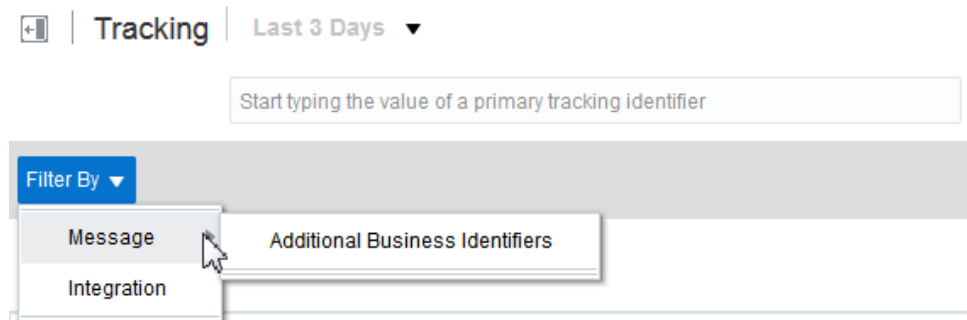 Tracking Last 3 Days
Start typing the value of a primary tracking identifier
Filter By
Message
Additional Business Identifiers
Integration